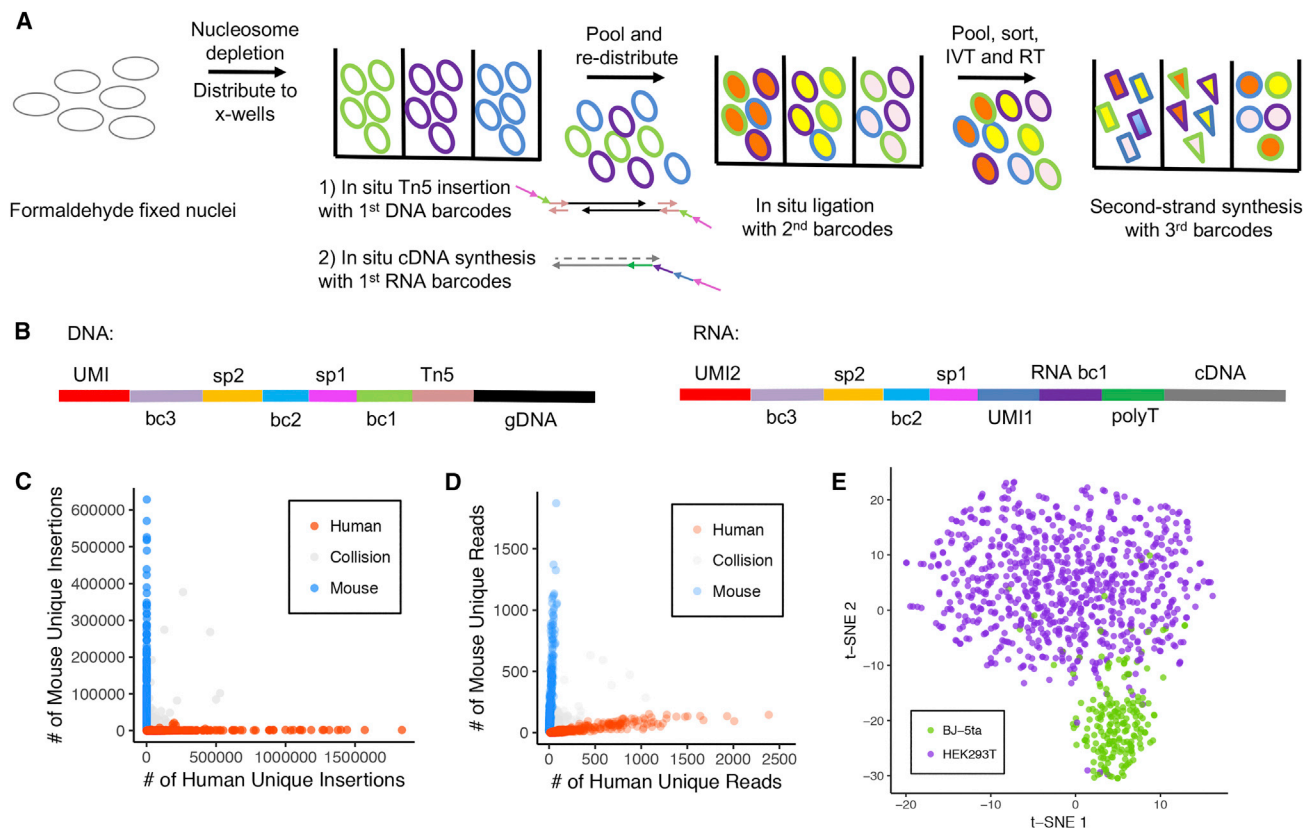 A
Nucleosome
depletion
Distribute to
x-wells
Pool and
re-distribute
Pool, sort,
IVT and RT
Formaldehyde fixed nuclei
1) In situ Tn5 insertion
with 1st DNA barcodes
2) In situ cDNA synthesis
with 1st RNA barcodes
In situ ligation
with 2nd barcodes
Second-strand synthesis
with 3rd barcodes
B
DNA:
UMI
sp2
sp1
Tn5
bc3
bc2
bc1
gDNA
RNA:
UMI2
sp2
sp1
RNA bc1
cDNA
bc3
bc2
UMI1
polyT
C
# of Mouse Unique Insertions
600000
500000
400000
300000
200000
100000
0
Human
Collision
Mouse
0
500000
1000000
1500000
# of Human Unique Insertions
D
# of Mouse Unique Reads
1500
1000
500
0
Human
Collision
Mouse
0
500
1000
1500
2000
2500
# of Human Unique Reads
E
t-SNE 2
20
10
0
-10
-20
-30
BJ-5ta
HEK293T
-20
-10
0
10
t-SNE 1